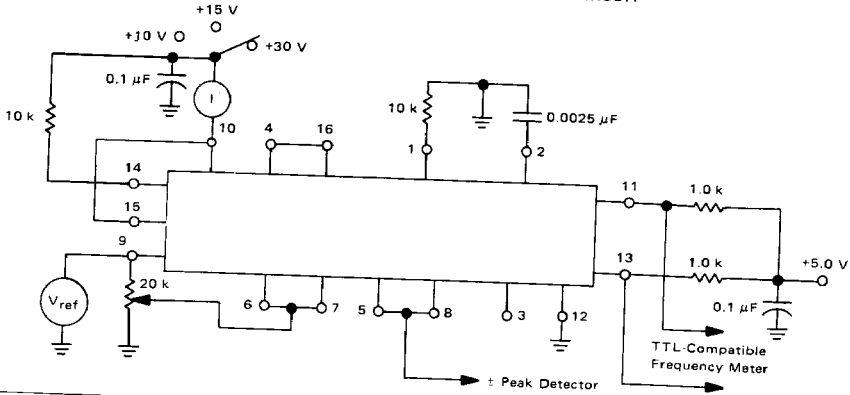 +15 V
+10 V
+30 V
0.1 µF
I
10 k
10
4
16
10 k
0.0025 µF
1
2
14
15
9
11
1.0 k
13
1.0 k
+5.0 V
0.1 µF
Vref
20 k
6
7
5
8
3
12
TTL-Compatible
Frequency Meter
± Peak Detector